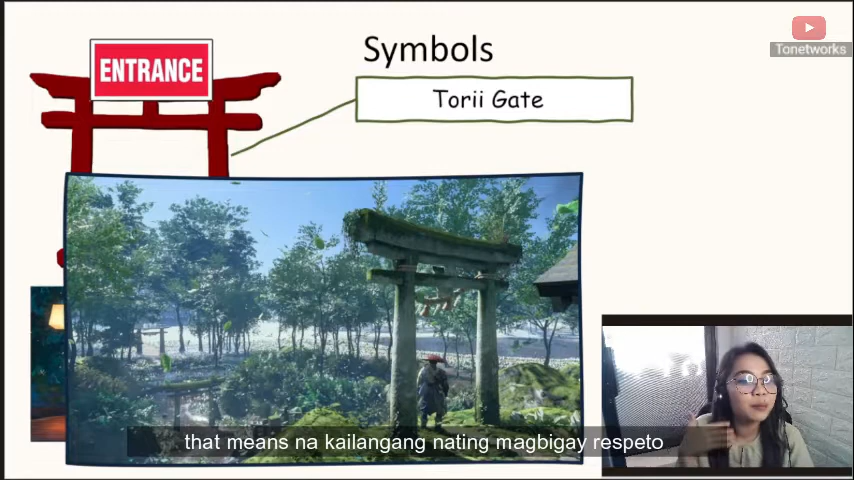 Symbols
ENTRANCE
Torii Gate
Tonetworks
that means na kailangang nating magbigay respeto